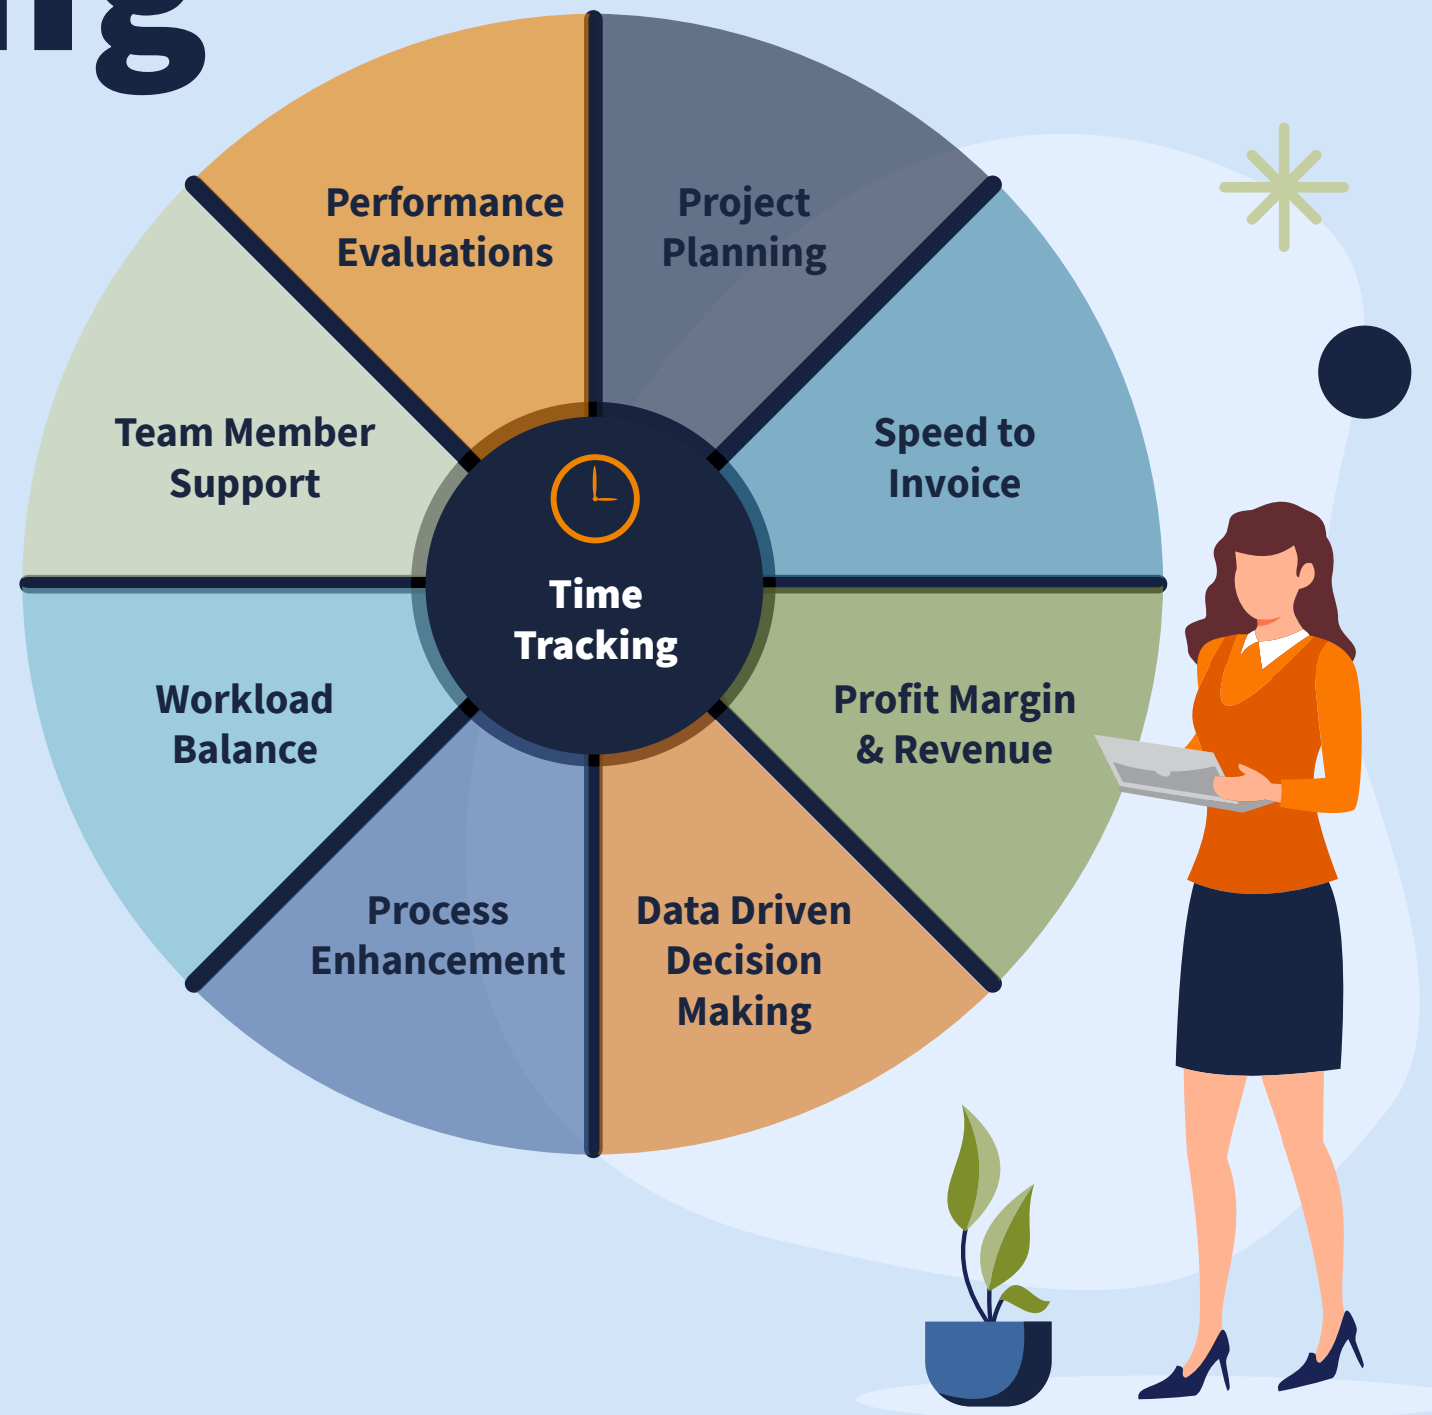 ng
Performance
Evaluations
Project
Planning
Team Member
Support
Speed to
Invoice
Time
Tracking
Workload
Balance
Profit Margin
& Revenue
Process
Enhancement
Data Driven
Decision
Making